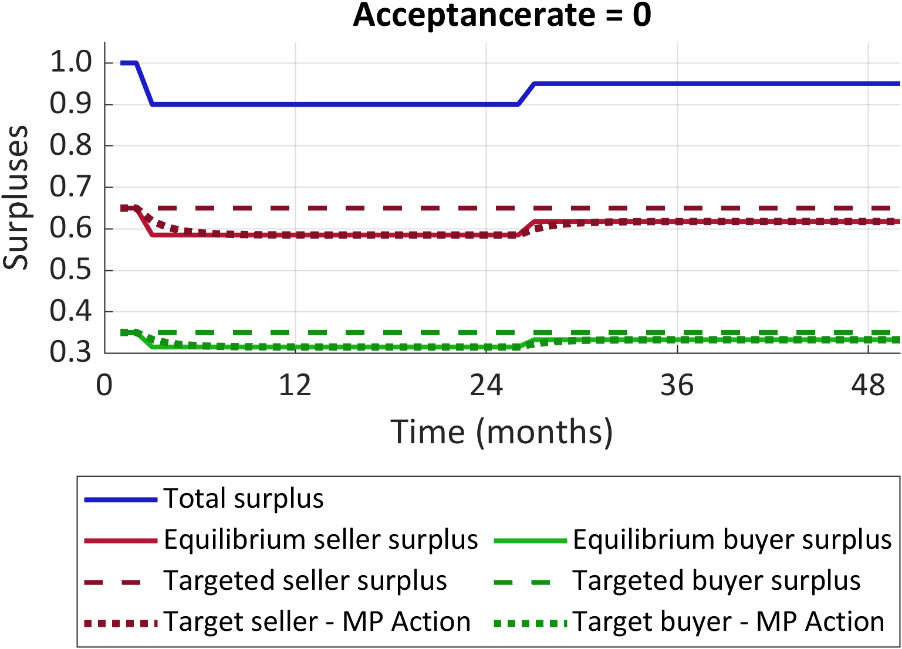 Acceptancerate = 0
Surpluses
1.0
0.9
0.8
0.7
0.6
0.5
0.4
0.3
0 12 24 36 48
Time (months)
Total surplus
Equilibrium seller surplus Equilibrium buyer surplus
Targeted seller surplus Targeted buyer surplus
Target seller - MP Action Target buyer - MP Action